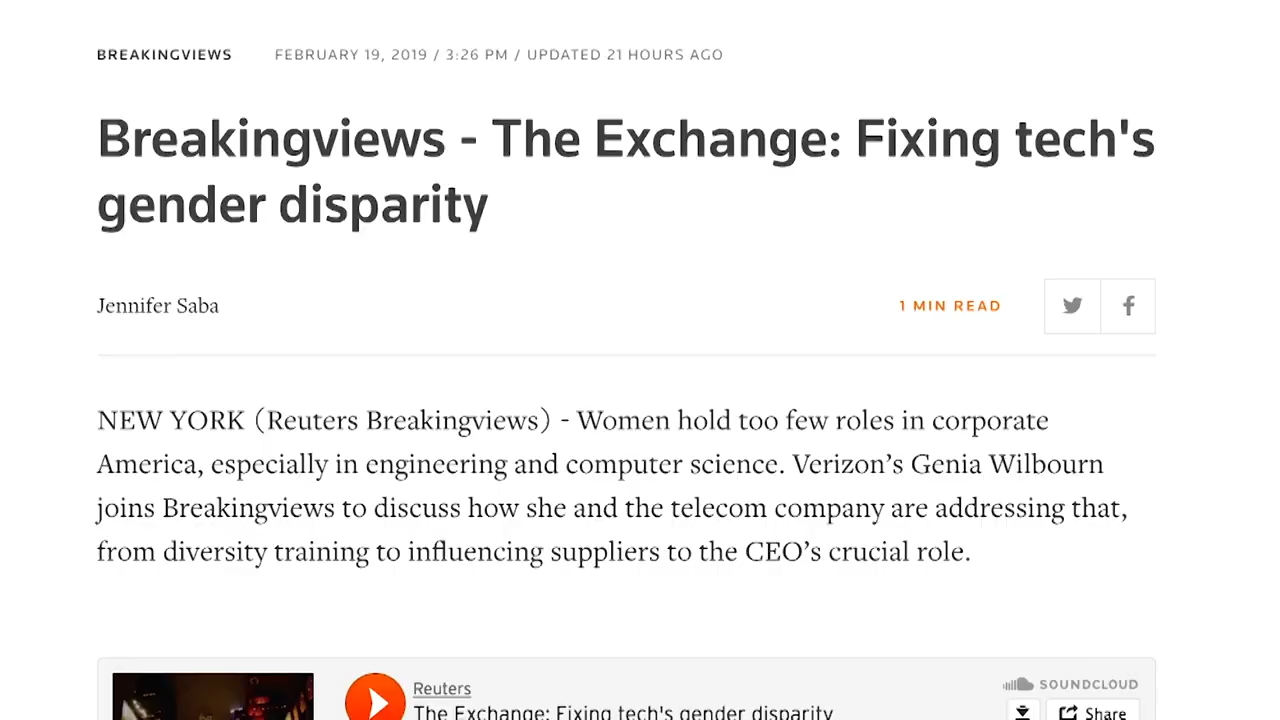 BREAKINGVIEWS FEBRUARY 19, 2019 / 3:26 PM / UPDATED 21 HOURS AGO
Breakingviews - The Exchange: Fixing tech's
gender disparity
Jennifer Saba 1 MIN READ
NEW YORK (Reuters Breakingviews) - Women hold too few roles in corporate
America, especially in engineering and computer science. Verizon’s Genia Wilbourn
joins Breakingviews to discuss how she and the telecom company are addressing that,
from diversity training to influencing suppliers to the CEO’s crucial role.
Reuters SOUNDCLOUD
The Exchange: Fixing tech's gender disparity Share